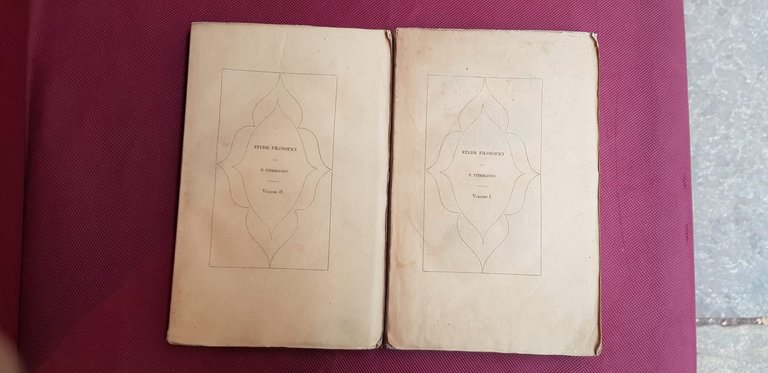 STUDII FILOSOFICI
DI
N. TOMMASEO.
VOLUME II.
STUDII FILOSOFICI
DI
N. TOMMASEO.
VOLUME I.